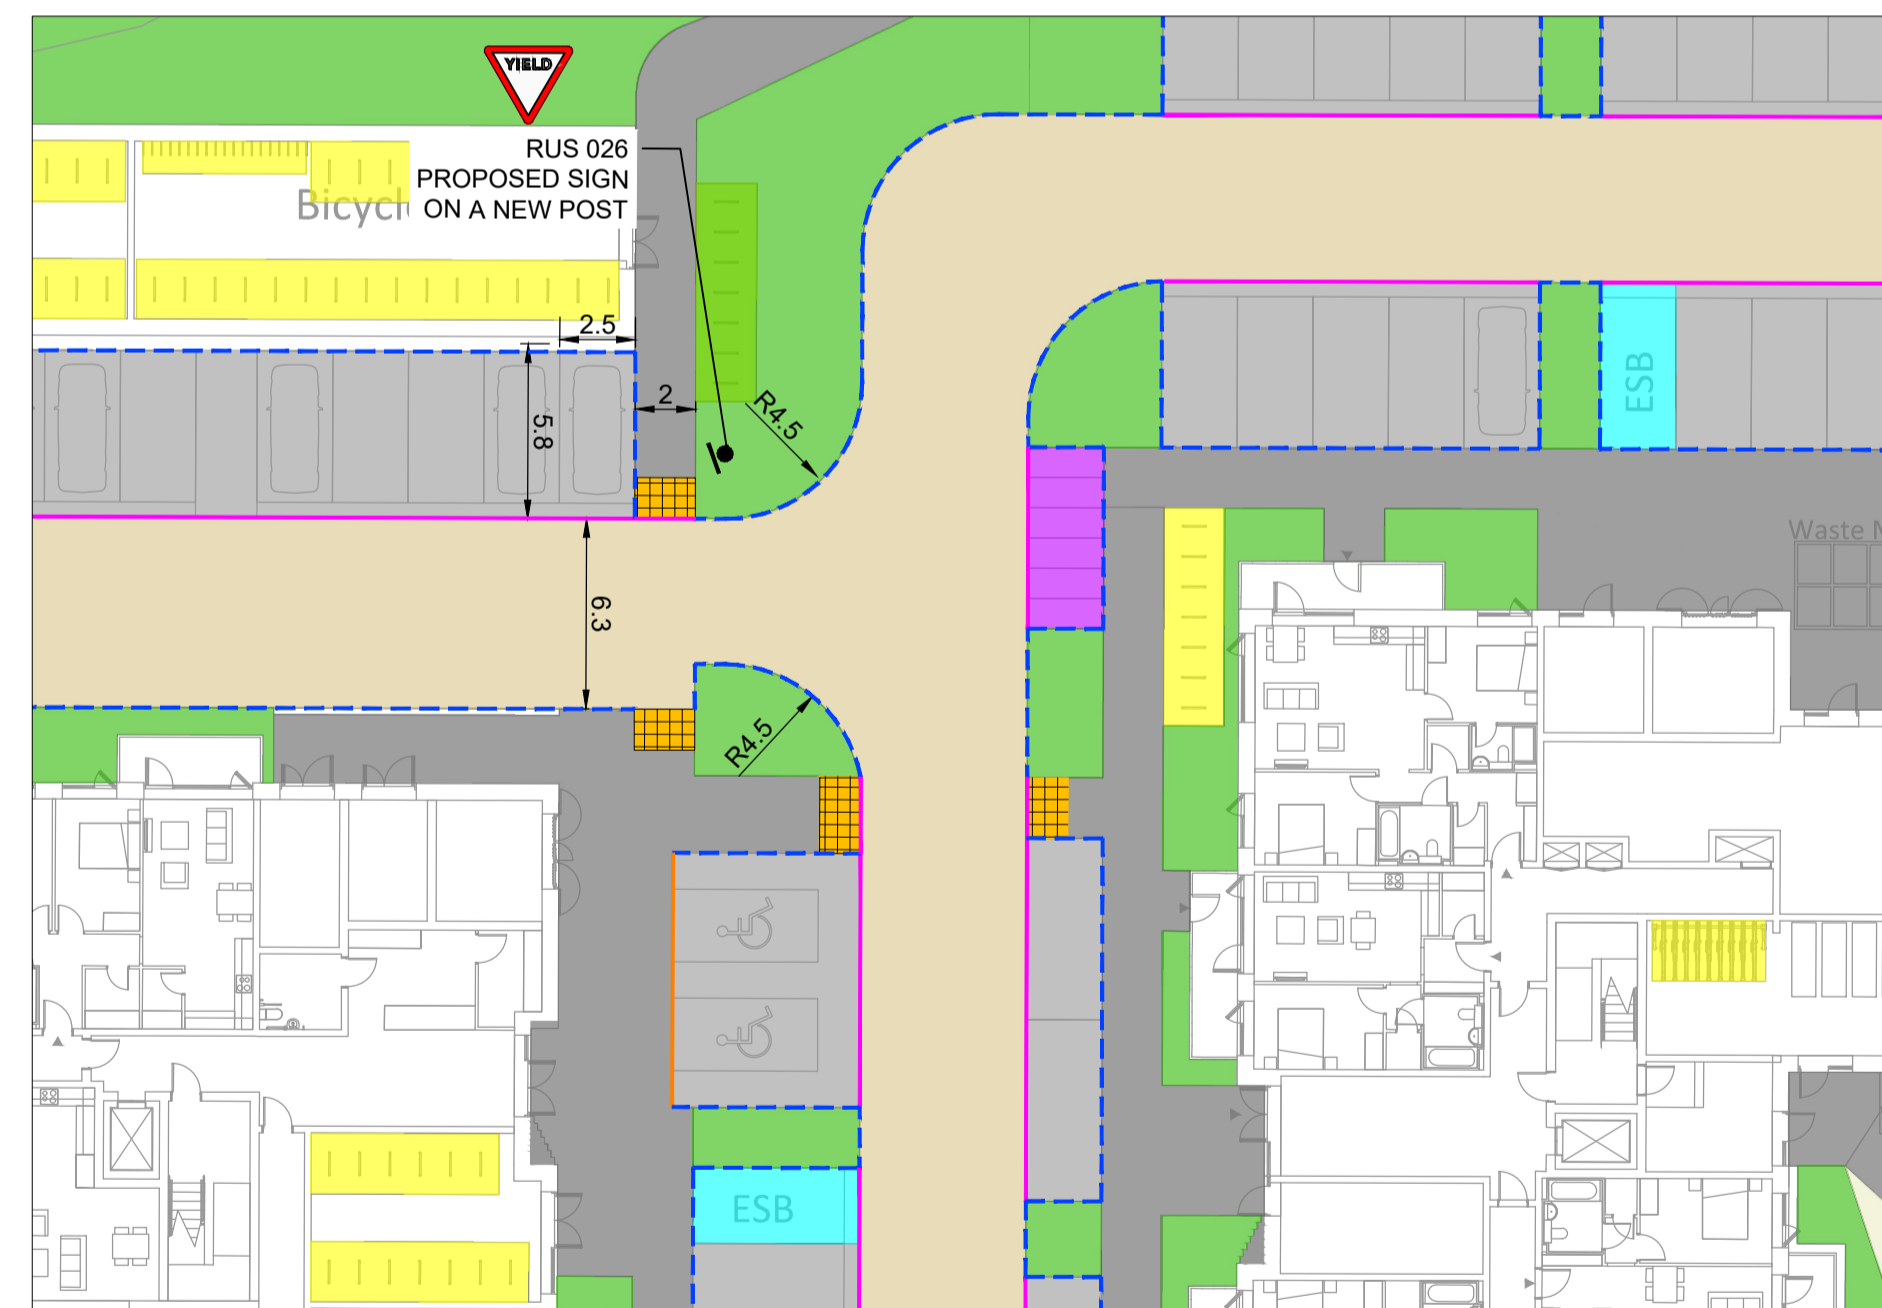 YIELD
RUS 026
PROPOSED SIGN
ON A NEW POST
2.5
2
5.8
R4.5
6.3
R4.5
ESB
Waste
ESB